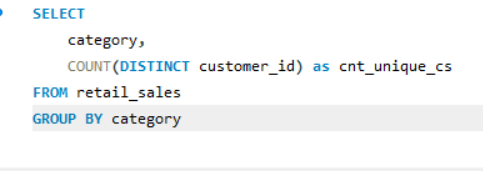 SELECT
    category,
    COUNT(DISTINCT customer_id) as cnt_unique_cs
FROM retail_sales
GROUP BY category